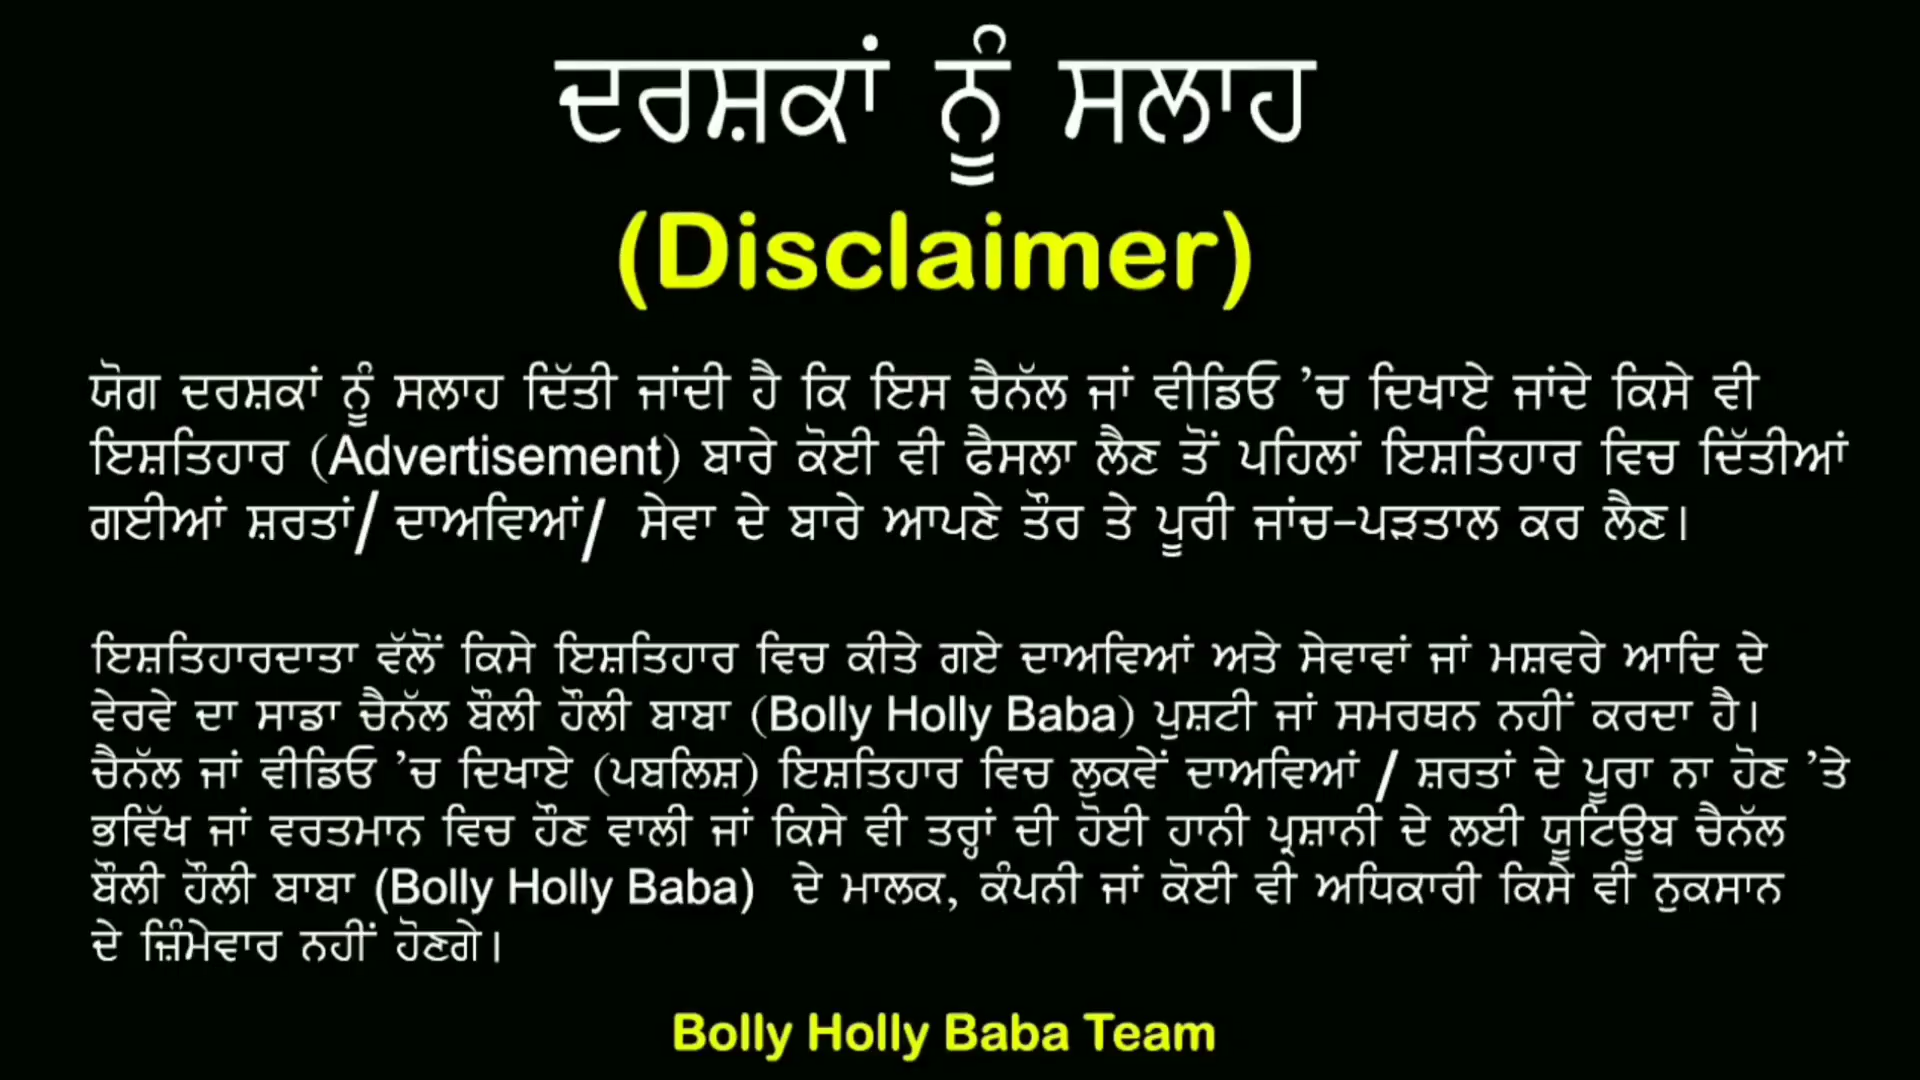 ਦਰਸ਼ਕਾਂ ਨੂੰ ਸਲਾਹ
(Disclaimer)
ਯੋਗ ਦਰਸ਼ਕਾਂ ਨੂੰ ਸਲਾਹ ਦਿੱਤੀ ਜਾਂਦੀ ਹੈ ਕਿ ਇਸ ਚੈਨੱਲ ਜਾਂ ਵੀਡਿਓ ’ਚ ਦਿਖਾਏ ਜਾਂਦੇ ਕਿਸੇ ਵੀ
ਇਸ਼ਤਿਹਾਰ (Advertisement) ਬਾਰੇ ਕੋਈ ਵੀ ਫੈਸਲਾ ਲੈਣ ਤੋਂ ਪਹਿਲਾਂ ਇਸ਼ਤਿਹਾਰ ਵਿਚ ਦਿੱਤੀਆਂ
ਗਈਆਂ ਸ਼ਰਤਾਂ/ ਦਾਅਵਿਆਂ/ ਸੇਵਾ ਦੇ ਬਾਰੇ ਆਪਣੇ ਤੌਰ ਤੇ ਪੂਰੀ ਜਾਂਚ-ਪੜਤਾਲ ਕਰ ਲੈਣ।
ਇਸ਼ਤਿਹਾਰਦਾਤਾ ਵੱਲੋਂ ਕਿਸੇ ਇਸ਼ਤਿਹਾਰ ਵਿਚ ਕੀਤੇ ਗਏ ਦਾਅਵਿਆਂ ਅਤੇ ਸੇਵਾਵਾਂ ਜਾਂ ਮਸ਼ਵਰੇ ਆਦਿ ਦੇ
ਵੇਰਵੇ ਦਾ ਸਾਡਾ ਚੈਨੱਲ ਬੌਲੀ ਹੌਲੀ ਬਾਬਾ (Bolly Holly Baba) ਪੁਸ਼ਟੀ ਜਾਂ ਸਮਰਥਨ ਨਹੀਂ ਕਰਦਾ ਹੈ।
ਚੈਨੱਲ ਜਾਂ ਵੀਡਿਓ ’ਚ ਦਿਖਾਏ (ਪਬਲਿਸ਼) ਇਸ਼ਤਿਹਾਰ ਵਿਚ ਲੁਕਵੇਂ ਦਾਅਵਿਆਂ / ਸ਼ਰਤਾਂ ਦੇ ਪੂਰਾ ਨਾ ਹੋਣ ’ਤੇ
ਭਵਿੱਖ ਜਾਂ ਵਰਤਮਾਨ ਵਿਚ ਹੌਣ ਵਾਲੀ ਜਾਂ ਕਿਸੇ ਵੀ ਤਰ੍ਹਾਂ ਦੀ ਹੋਈ ਹਾਨੀ ਪ੍ਰਸ਼ਾਨੀ ਦੇ ਲਈ ਯੂਟਿਊਬ ਚੈਨੱਲ
ਬੌਲੀ ਹੌਲੀ ਬਾਬਾ (Bolly Holly Baba) ਦੇ ਮਾਲਕ, ਕੰਪਨੀ ਜਾਂ ਕੋਈ ਵੀ ਅਧਿਕਾਰੀ ਕਿਸੇ ਵੀ ਨੁਕਸਾਨ
ਦੇ ਜ਼ਿੰਮੇਵਾਰ ਨਹੀਂ ਹੋਣਗੇ।
Bolly Holly Baba Team